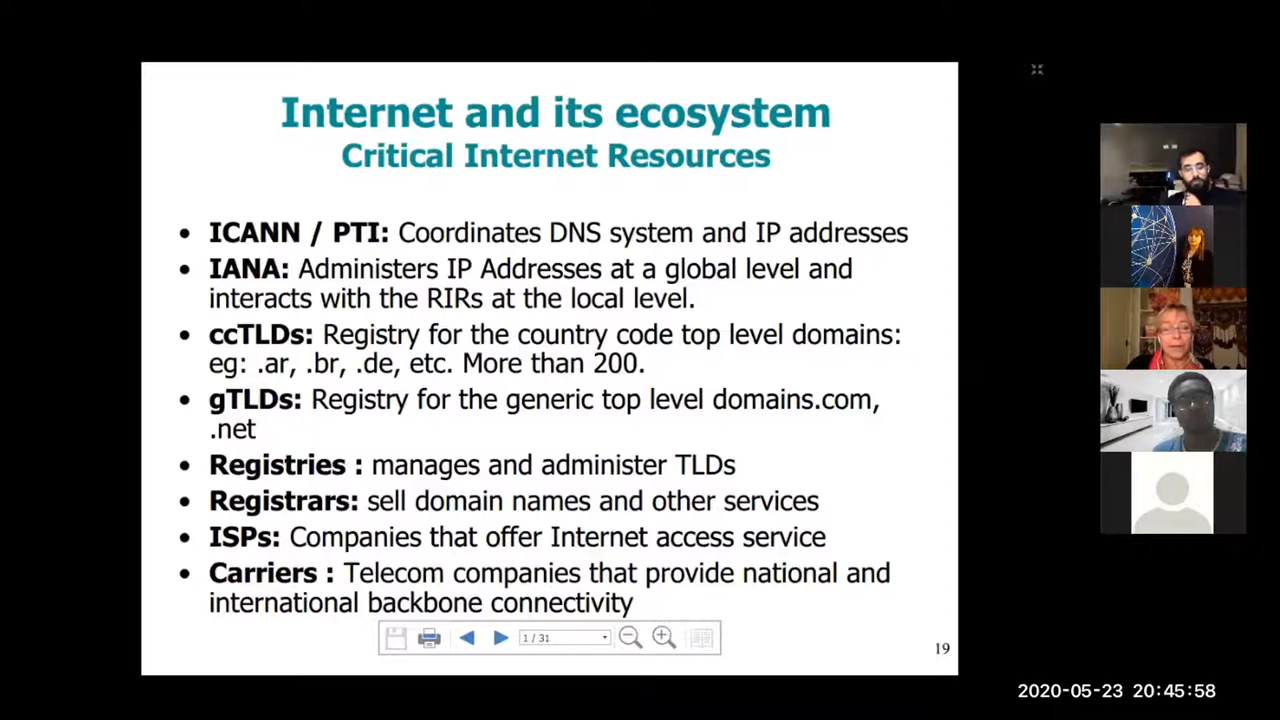 Internet and its ecosystem
Critical Internet Resources
• ICANN / PTI: Coordinates DNS system and IP addresses
• IANA: Administers IP Addresses at a global level and
interacts with the RIRs at the local level.
• ccTLDs: Registry for the country code top level domains:
eg: .ar, .br, .de, etc. More than 200.
• gTLDs: Registry for the generic top level domains.com,
.net
• Registries : manages and administer TLDs
• Registrars: sell domain names and other services
• ISPs: Companies that offer Internet access service
• Carriers : Telecom companies that provide national and
international backbone connectivity
1 / 31
19
2020-05-23 20:45:58